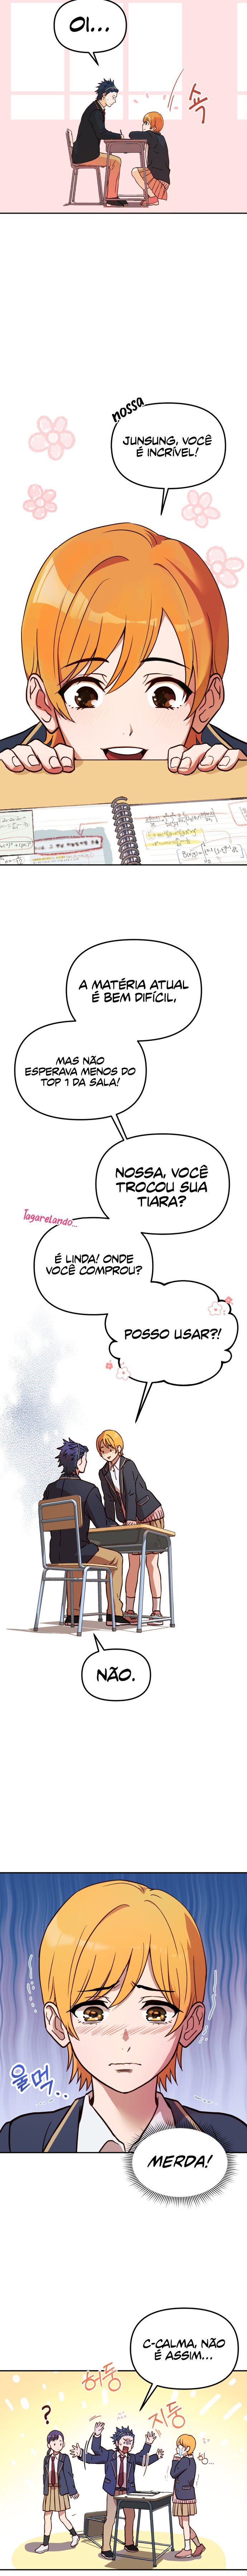 OI...
쏙
nossa
JUNSUNG, VOCÊ
É INCRÍVEL!
A MATÉRIA ATUAL
É BEM DIFÍCIL,
MAS NÃO
ESPERAVA MENOS DO
TOP 1 DA SALA!
NOSSA, VOCÊ
TROCOU SUA
TIARA?
Tagarelando...
É LINDA! ONDE
VOCÊ COMPROU?
POSSO USAR?!
NÃO.
울먹..
MERDA!
C-CALMA, NÃO
É ASSIM...
허둥
지둥
?